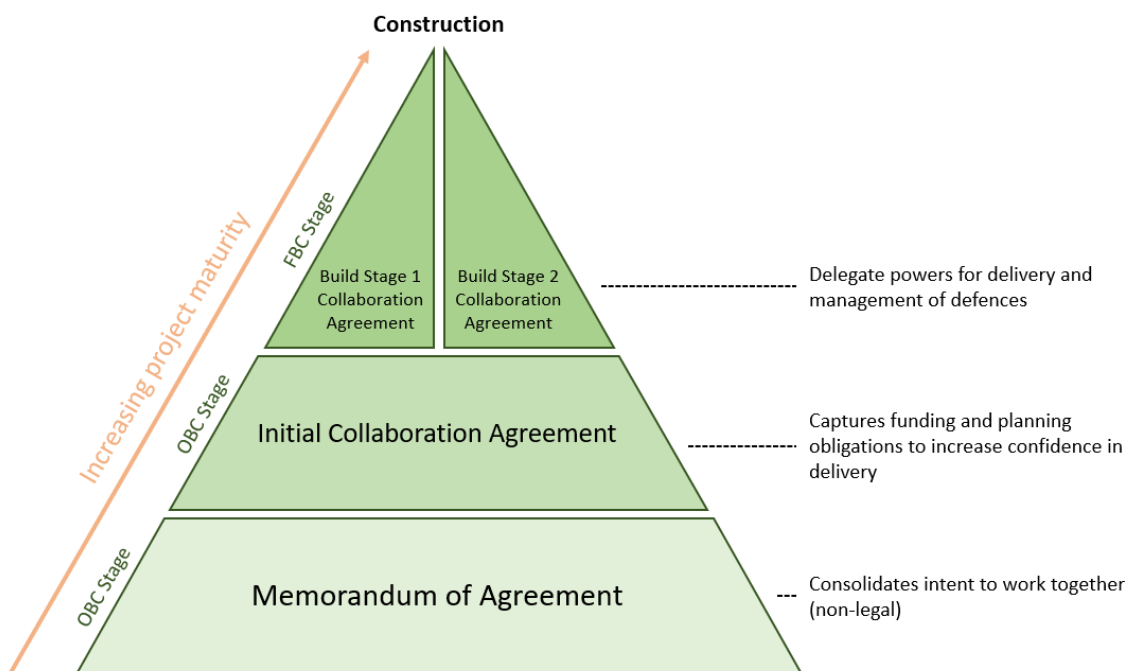 Construction
Increasing project maturity
FBC Stage
Build Stage 1
Collaboration
Agreement
Build Stage 2
Collaboration
Agreement
Delegate powers for delivery and
management of defences
OBC Stage
Initial Collaboration Agreement
Captures funding and planning
obligations to increase confidence in
delivery
OBC Stage
Memorandum of Agreement
Consolidates intent to work together
(non-legal)